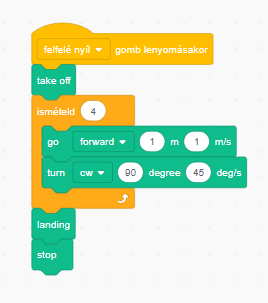 felfelé nyíl gomb lenyomásakor
take off
ismételd 4
go forward 1 m 1 m/s
turn cw 90 degree 45 deg/s
landing
stop